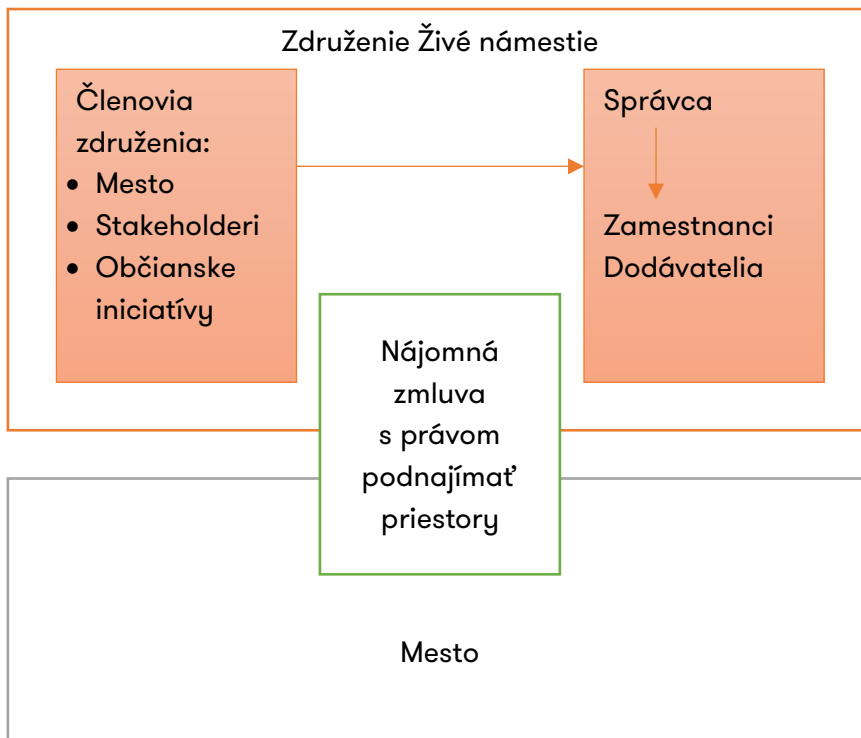 Združenie Živé námestie
Členovia
združenia:
• Mesto
• Stakeholderi
• Občianske
iniciatívy
Správca
Zamestnanci
Dodávatelia
Nájomná
zmluva
s právom
podnajímať
priestory
Mesto